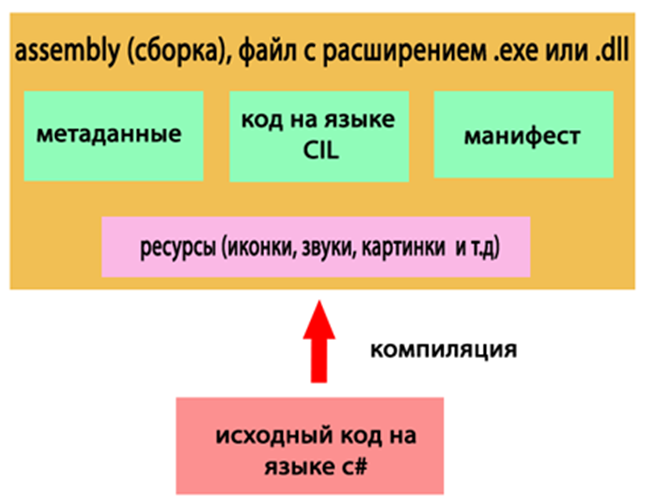 assembly (сборка), файл с расширением .exe или .dll
метаданные
код на языке
CIL
манифест
ресурсы (иконки, звуки, картинки и т.д)
компиляция
исходный код на
языке c#